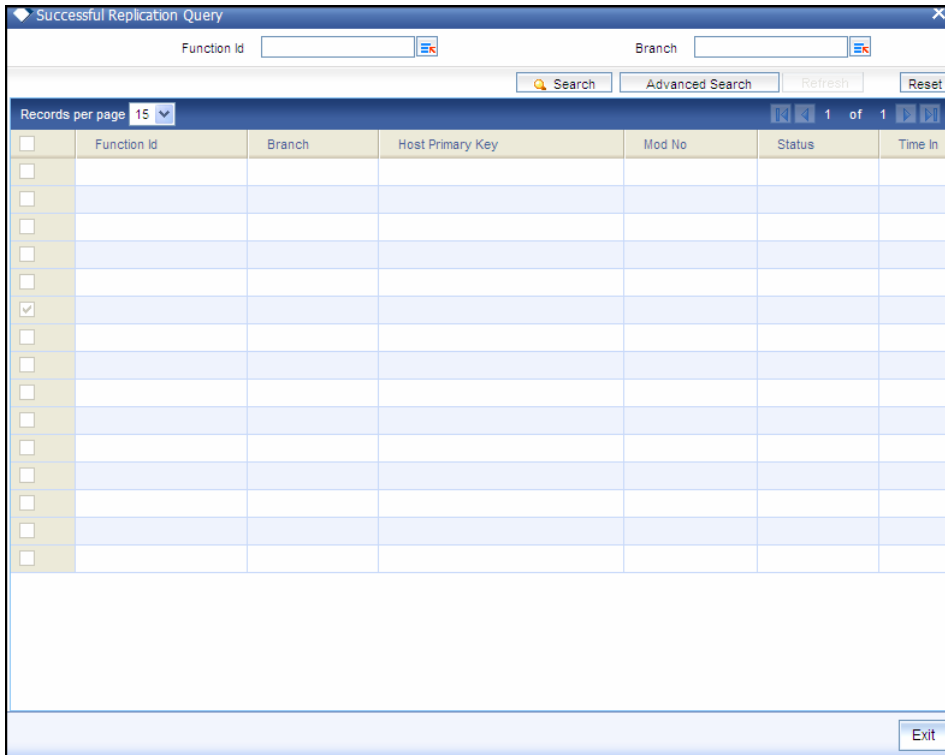 Successful Replication Query
Function Id Branch
Search Advanced Search Refresh Reset
Records per page 15 1 of 1
Function Id Branch Host Primary Key Mod No Status Time In
Exit